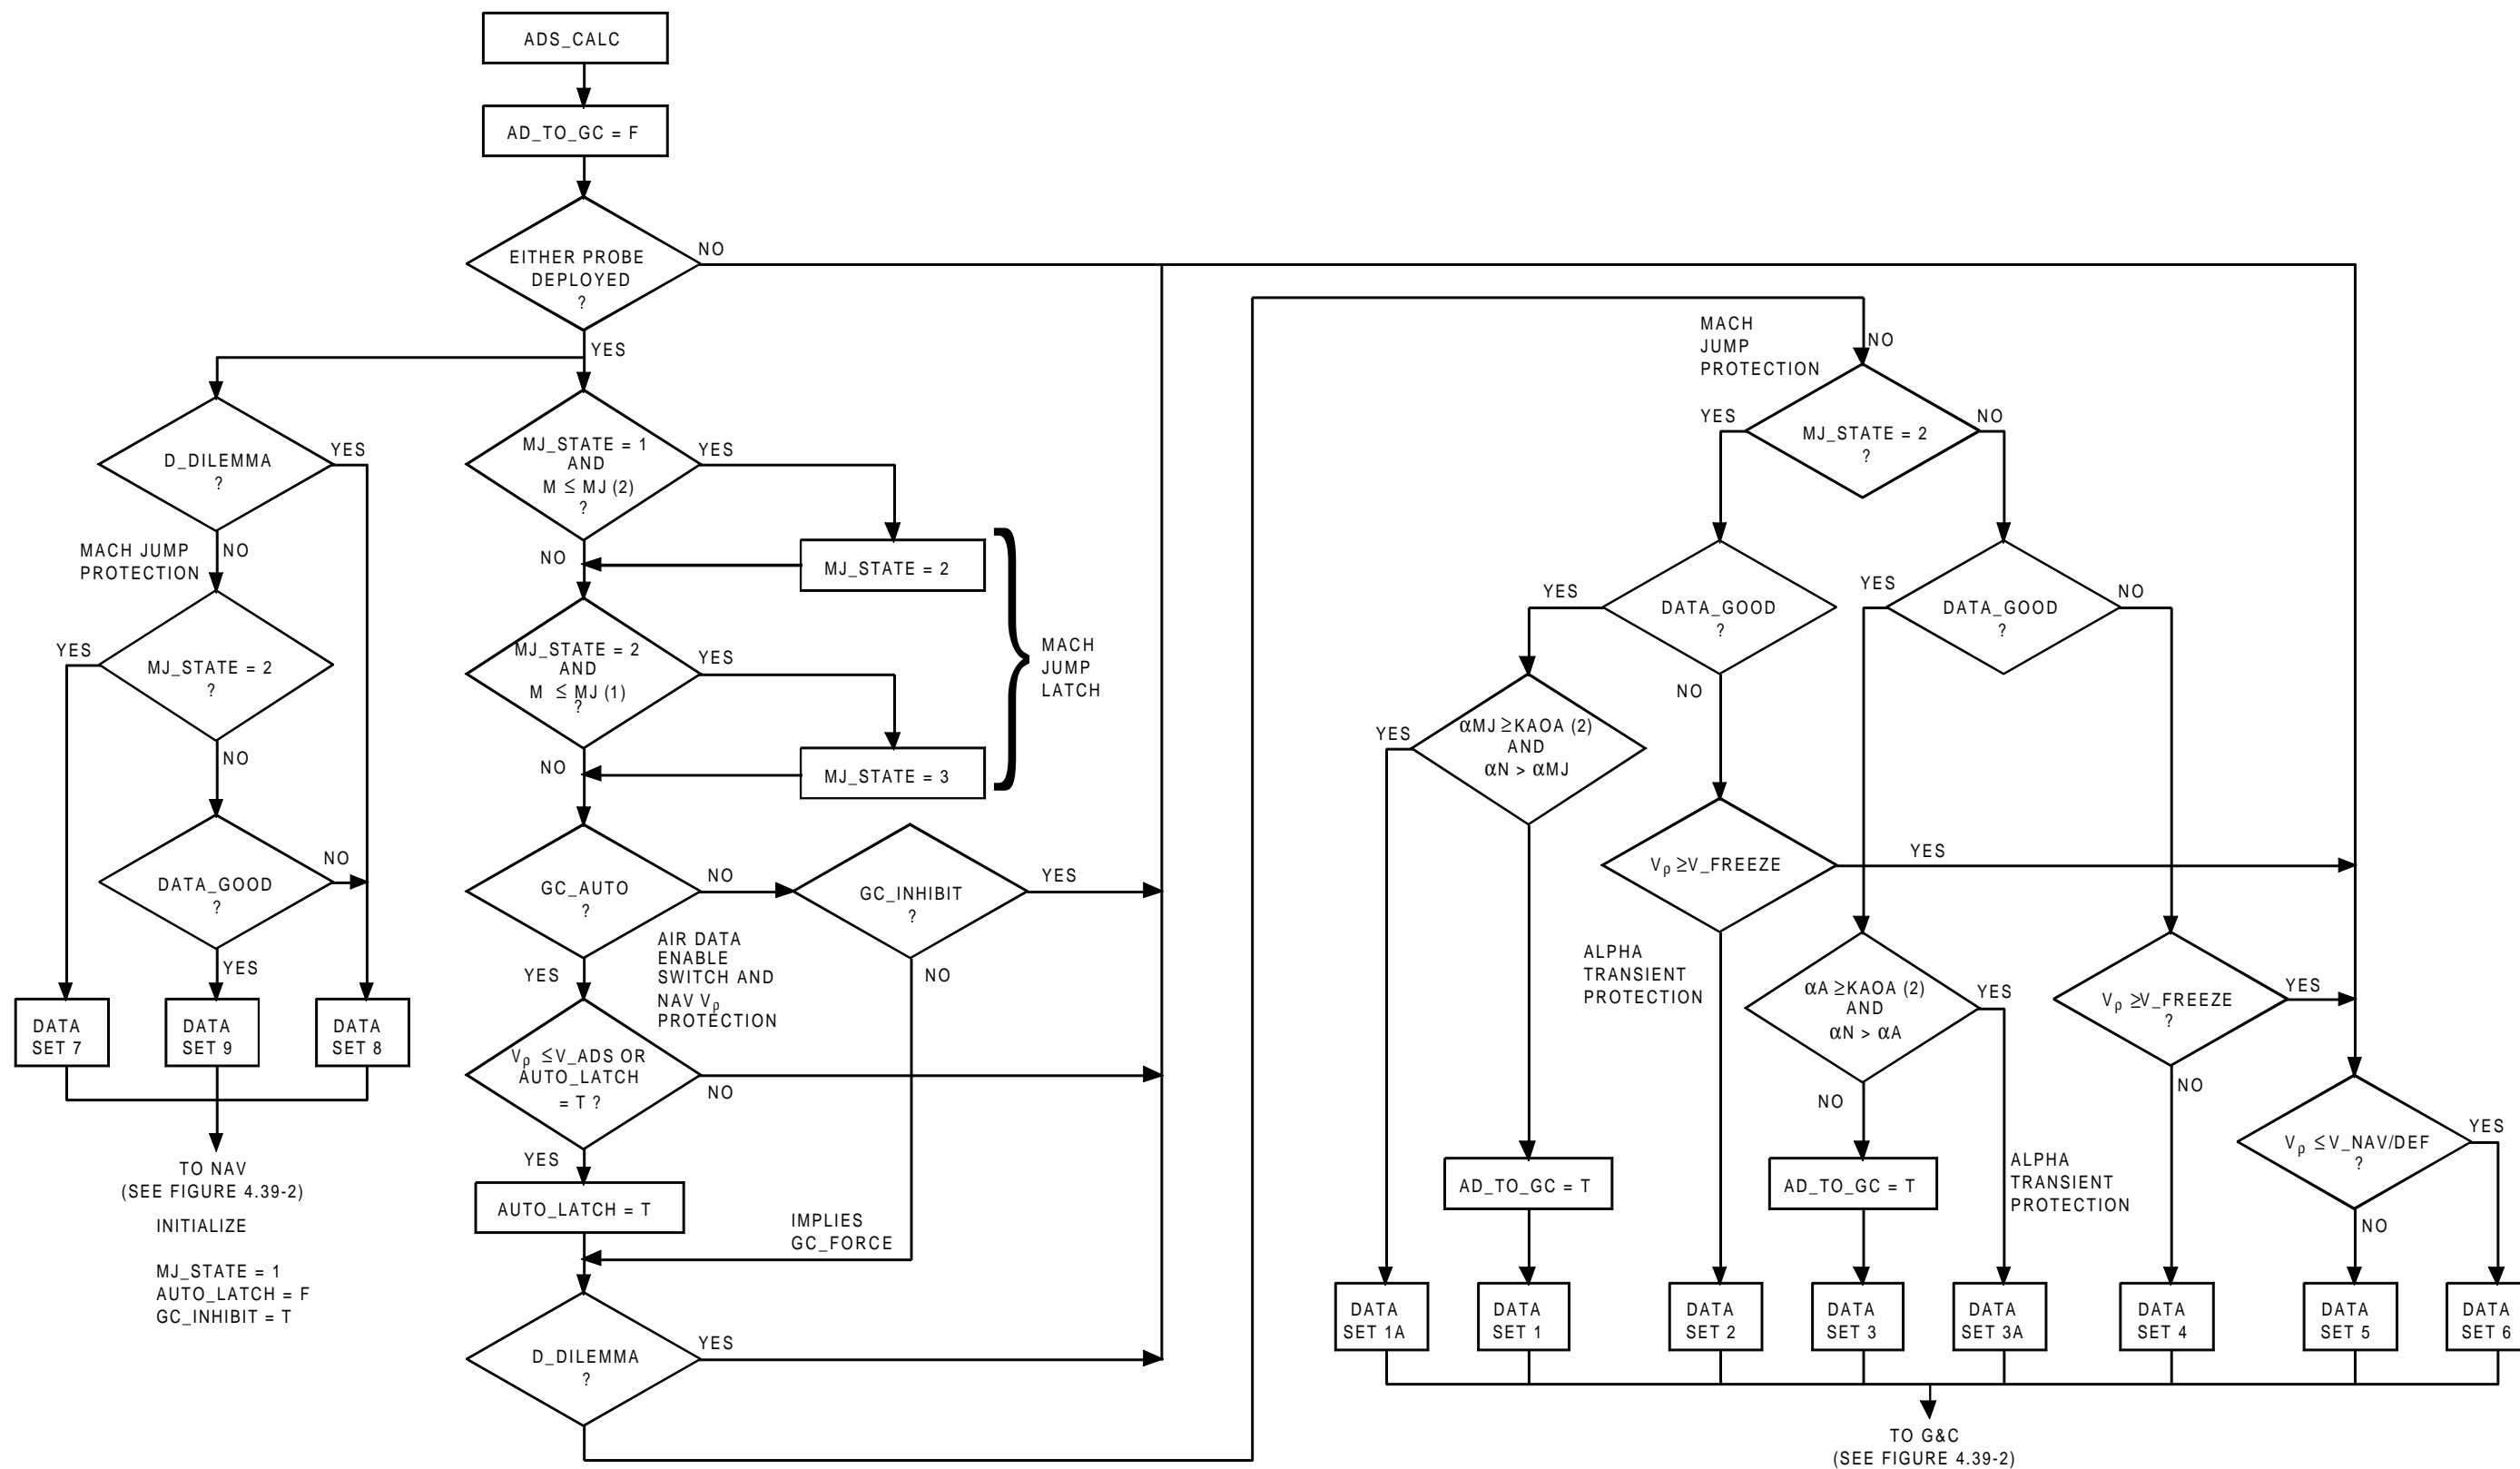 ADS_CALC
AD_TO_GC = F
EITHER PROBE
DEPLOYED
?
NO
YES
D_DILEMMA
?
YES
NO
MACH JUMP
PROTECTION
MJ_STATE = 2
?
YES
NO
DATA_GOOD
?
NO
YES
DATA
SET 7
DATA
SET 9
DATA
SET 8
TO NAV
(SEE FIGURE 4.39-2)
INITIALIZE
MJ_STATE = 1
AUTO_LATCH = F
GC_INHIBIT = T
MJ_STATE = 1
AND
M ≤ MJ (2)
?
YES
NO
MJ_STATE = 2
MJ_STATE = 2
AND
M ≤ MJ (1)
?
YES
NO
MJ_STATE = 3
MACH
JUMP
LATCH
GC_AUTO
?
NO
YES
GC_INHIBIT
?
YES
NO
AIR DATA
ENABLE
SWITCH AND
NAV Vρ
PROTECTION
Vρ ≤V_ADS OR
AUTO_LATCH
= T ?
NO
YES
AUTO_LATCH = T
IMPLIES
GC_FORCE
D_DILEMMA
?
YES
MACH
JUMP
PROTECTION
NO
MJ_STATE = 2
?
YES
NO
DATA_GOOD
?
YES
NO
DATA_GOOD
?
YES
NO
αMJ ≥KAOA (2)
AND
αN > αMJ
YES
Vρ ≥V_FREEZE
YES
ALPHA
TRANSIENT
PROTECTION
αA ≥KAOA (2)
AND
αN > αA
YES
NO
Vρ ≥V_FREEZE
?
YES
NO
Vρ ≤V_NAV/DEF
?
YES
NO
AD_TO_GC = T
AD_TO_GC = T
ALPHA
TRANSIENT
PROTECTION
DATA
SET 1A
DATA
SET 1
DATA
SET 2
DATA
SET 3
DATA
SET 3A
DATA
SET 4
DATA
SET 5
DATA
SET 6
TO G&C
(SEE FIGURE 4.39-2)